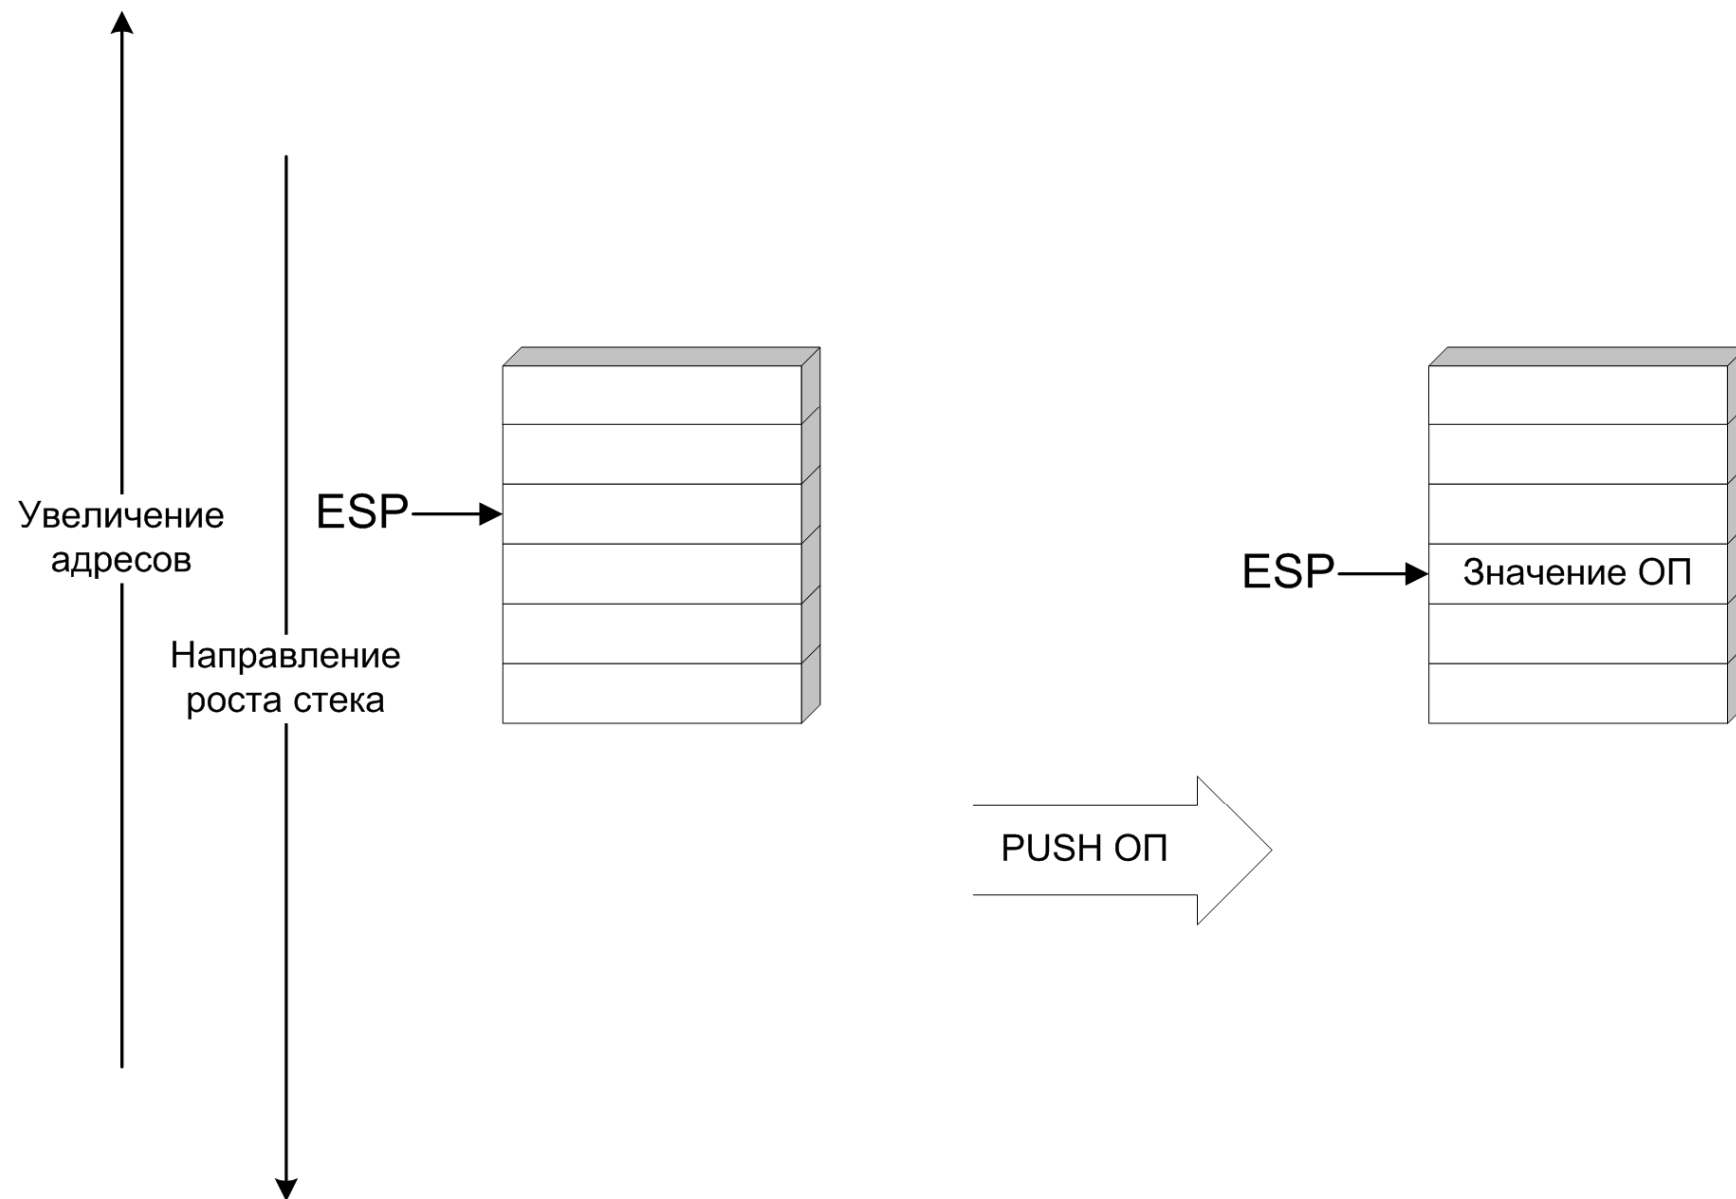 Увеличение
адресов
Направление
роста стека
ESP
ESP
Значение ОП
PUSH ОП